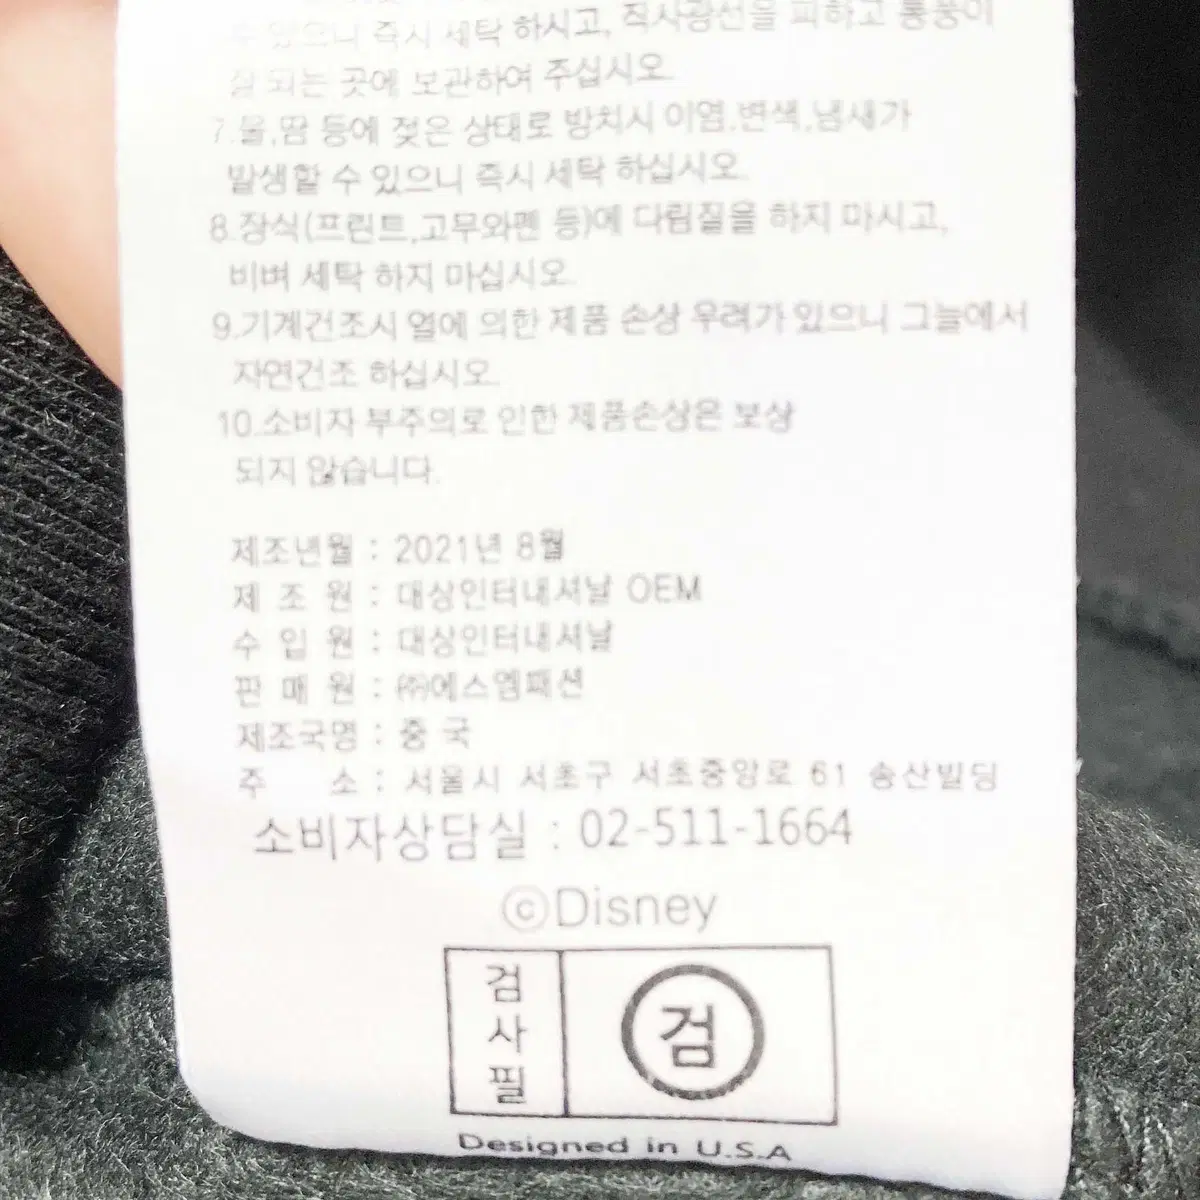 수 있으니 즉시 세탁 하시고, 직사광선을 피하고 통풍이
잘 되는 곳에 보관하여 주십시오.
7.물,땀 등에 젖은 상태로 방치시 이염,변색,냄새가
발생할 수 있으니 즉시 세탁 하십시오.
8.장식(프린트,고무와펜 등)에 다림질을 하지 마시고,
비벼 세탁 하지 마십시오.
9.기계건조시 열에 의한 제품 손상 우려가 있으니 그늘에서
자연건조 하십시오.
10.소비자 부주의로 인한 제품손상은 보상
되지 않습니다.
제조년월 : 2021년 8월
제 조 원 : 대상인터내셔날 OEM
수 입 원 : 대상인터내셔날
판 매 원 : ㈜에스엠패션
제조국명 : 중 국
주 소 : 서울시 서초구 서초중앙로 61 송산빌딩
소비자상담실 : 02-511-1664
©Disney
검사필
검
Designed in U.S.A